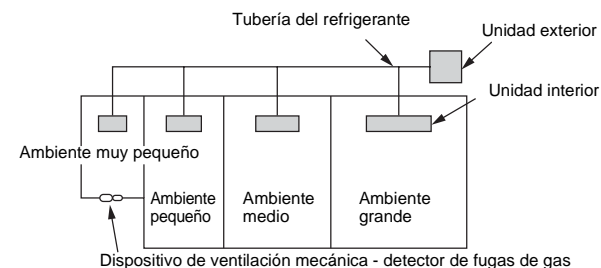 Tubería del refrigerante
Unidad exterior
Unidad interior
Ambiente muy pequeño
Ambiente
pequeño
Ambiente
medio
Ambiente
grande
Dispositivo de ventilación mecánica - detector de fugas de gas